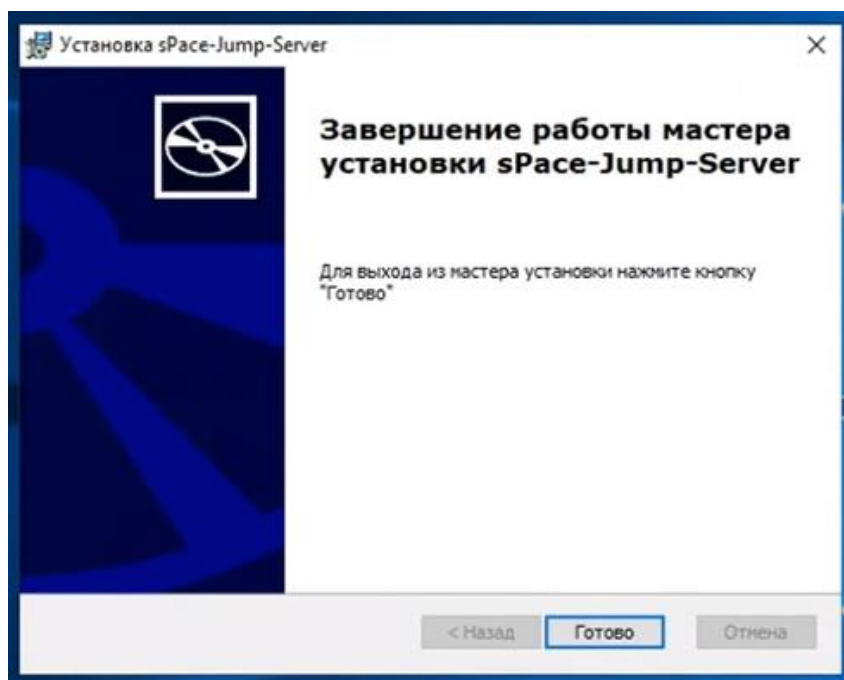 Установка sPace-Jump-Server
Завершение работы мастера
установки sPace-Jump-Server
Для выхода из мастера установки нажмите кнопку
"Готово"
< Назад
Готово
Отмена